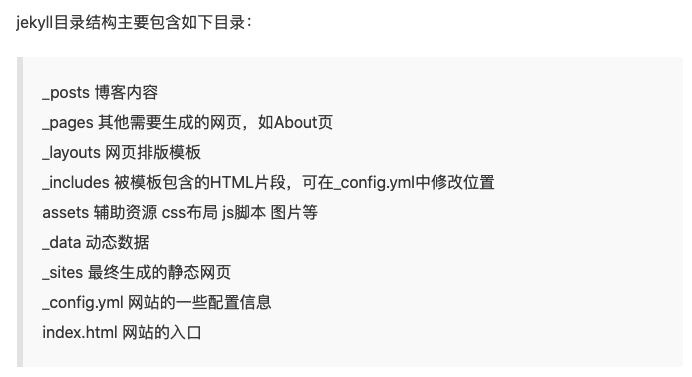 jekyll目录结构主要包含如下目录：
_posts 博客内容
_pages 其他需要生成的网页，如About页
_layouts 网页排版模板
_includes 被模板包含的HTML片段，可在_config.yml中修改位置
assets 辅助资源 css布局 js脚本 图片等
_data 动态数据
_sites 最终生成的静态网页
_config.yml 网站的一些配置信息
index.html 网站的入口